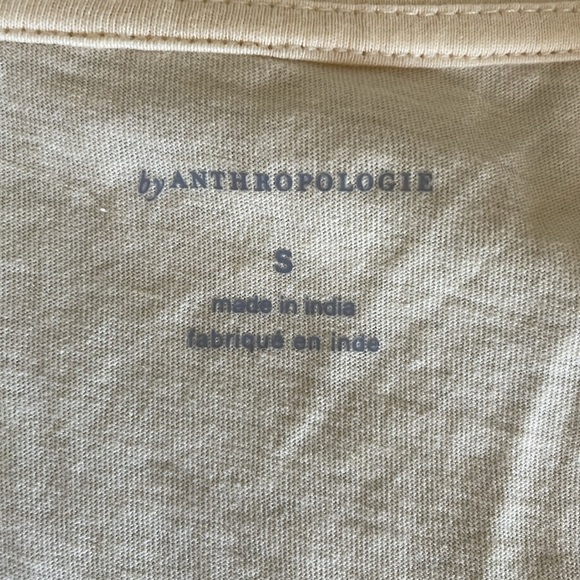 by ANTHROPOLOGIE
S
made in india
fabriqué en inde